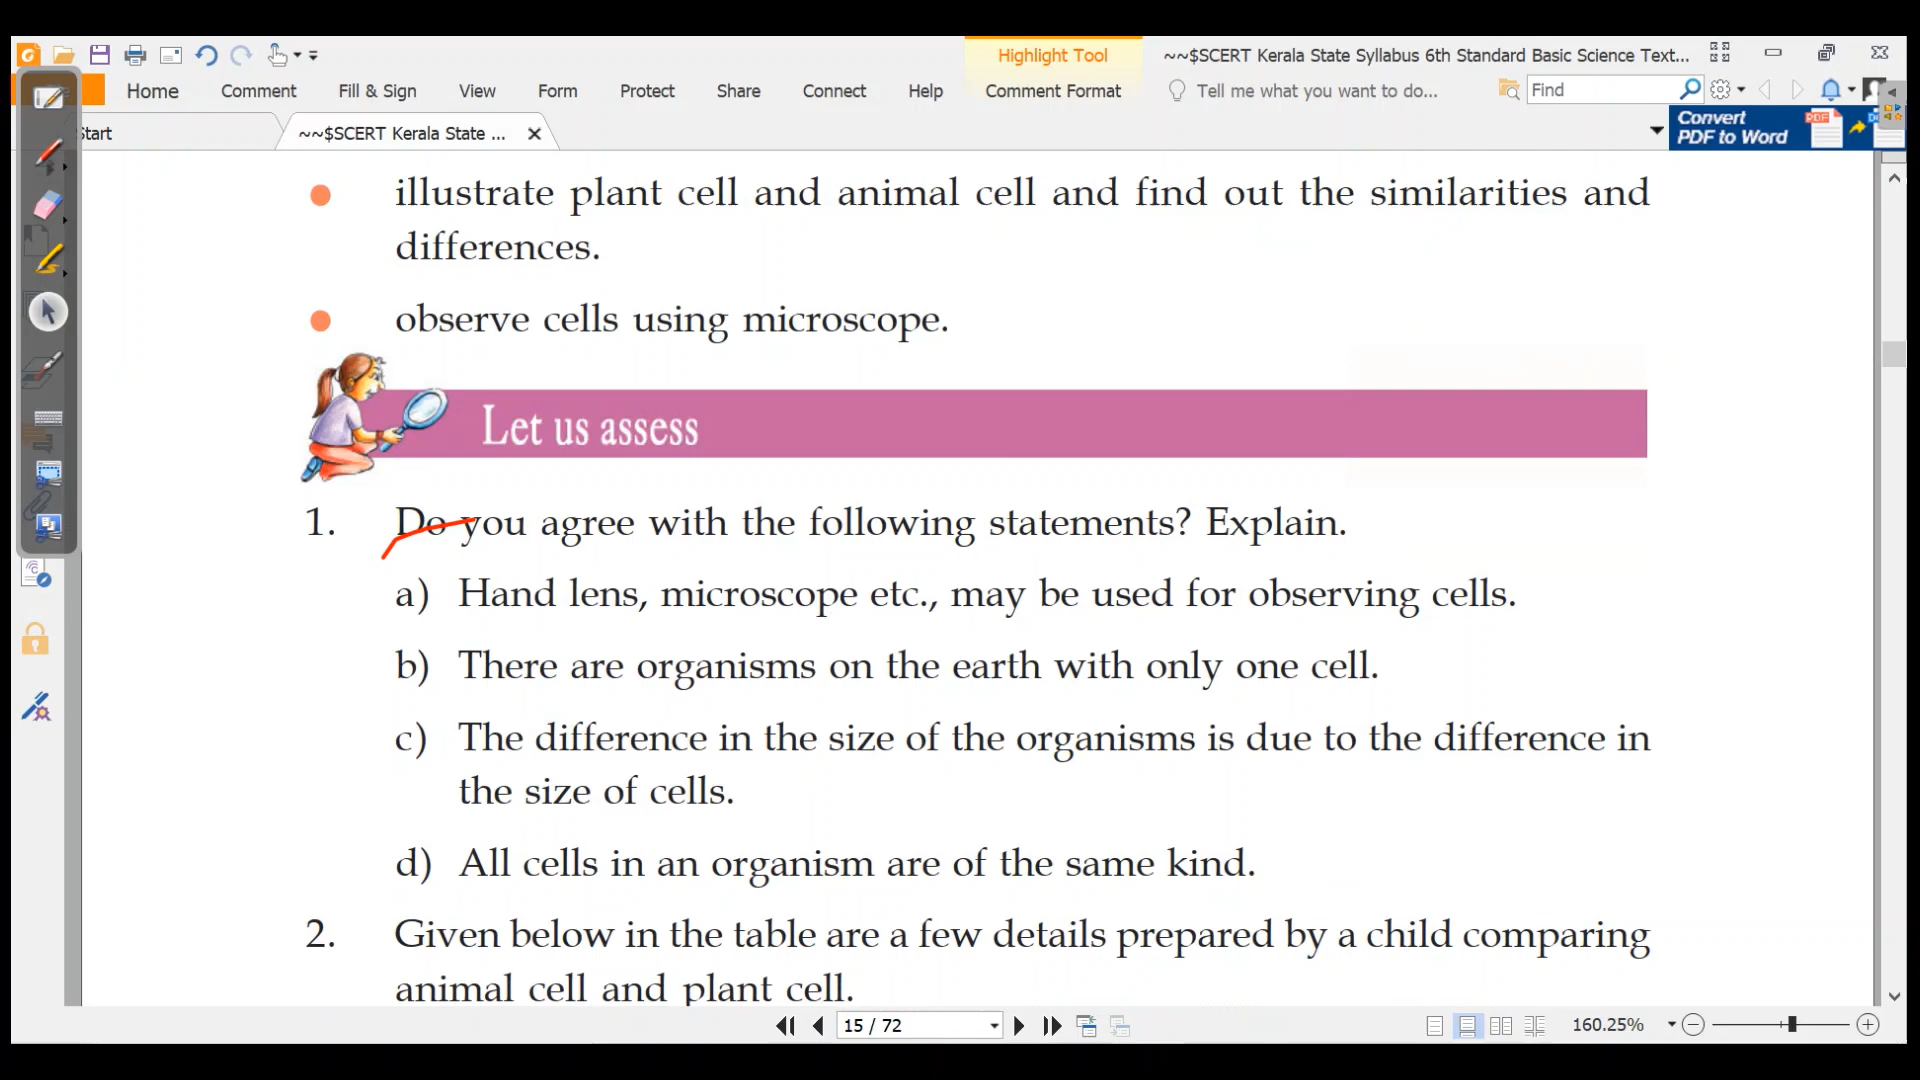 Highlight Tool
~~$SCERT Kerala State Syllabus 6th Standard Basic Science Text...
Home Comment Fill & Sign View Form Protect Share Connect Help Comment Format Tell me what you want to do... Find
Start ~~$SCERT Kerala State ...
Convert
PDF to Word
PDF
illustrate plant cell and animal cell and find out the similarities and
differences.
observe cells using microscope.
Let us assess
1. Do you agree with the following statements? Explain.
a) Hand lens, microscope etc., may be used for observing cells.
b) There are organisms on the earth with only one cell.
c) The difference in the size of the organisms is due to the difference in
the size of cells.
d) All cells in an organism are of the same kind.
2. Given below in the table are a few details prepared by a child comparing
animal cell and plant cell.
15 / 72
160.25%